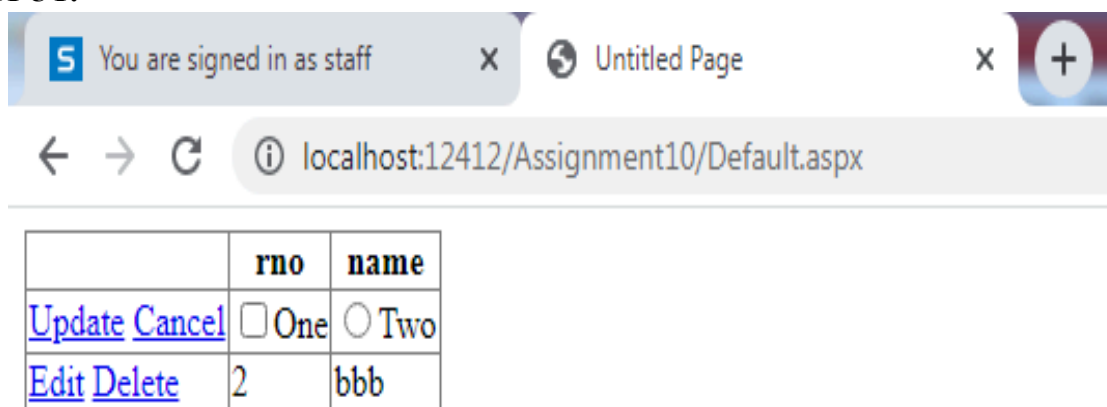 S You are signed in as staff x Untitled Page x +
localhost:12412/Assignment10/Default.aspx
rno name
Update Cancel One Two
Edit Delete 2 bbb